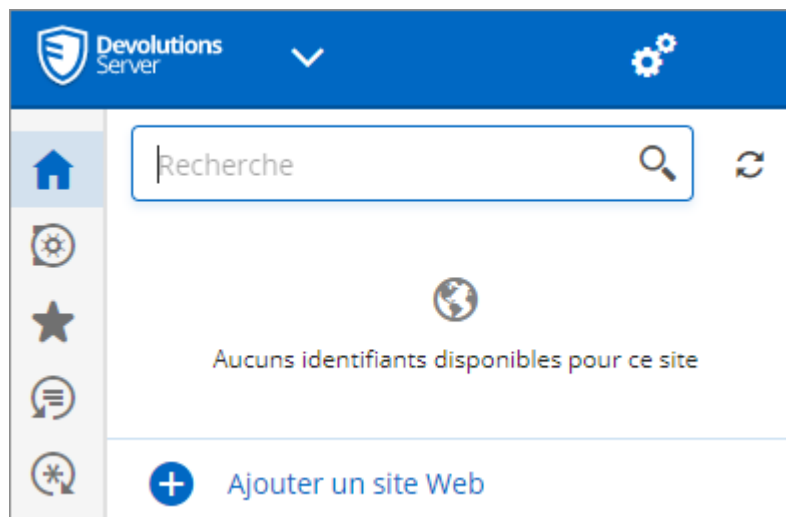 Devolutions
Server
Recherche
Aucuns identifiants disponibles pour ce site
Ajouter un site Web